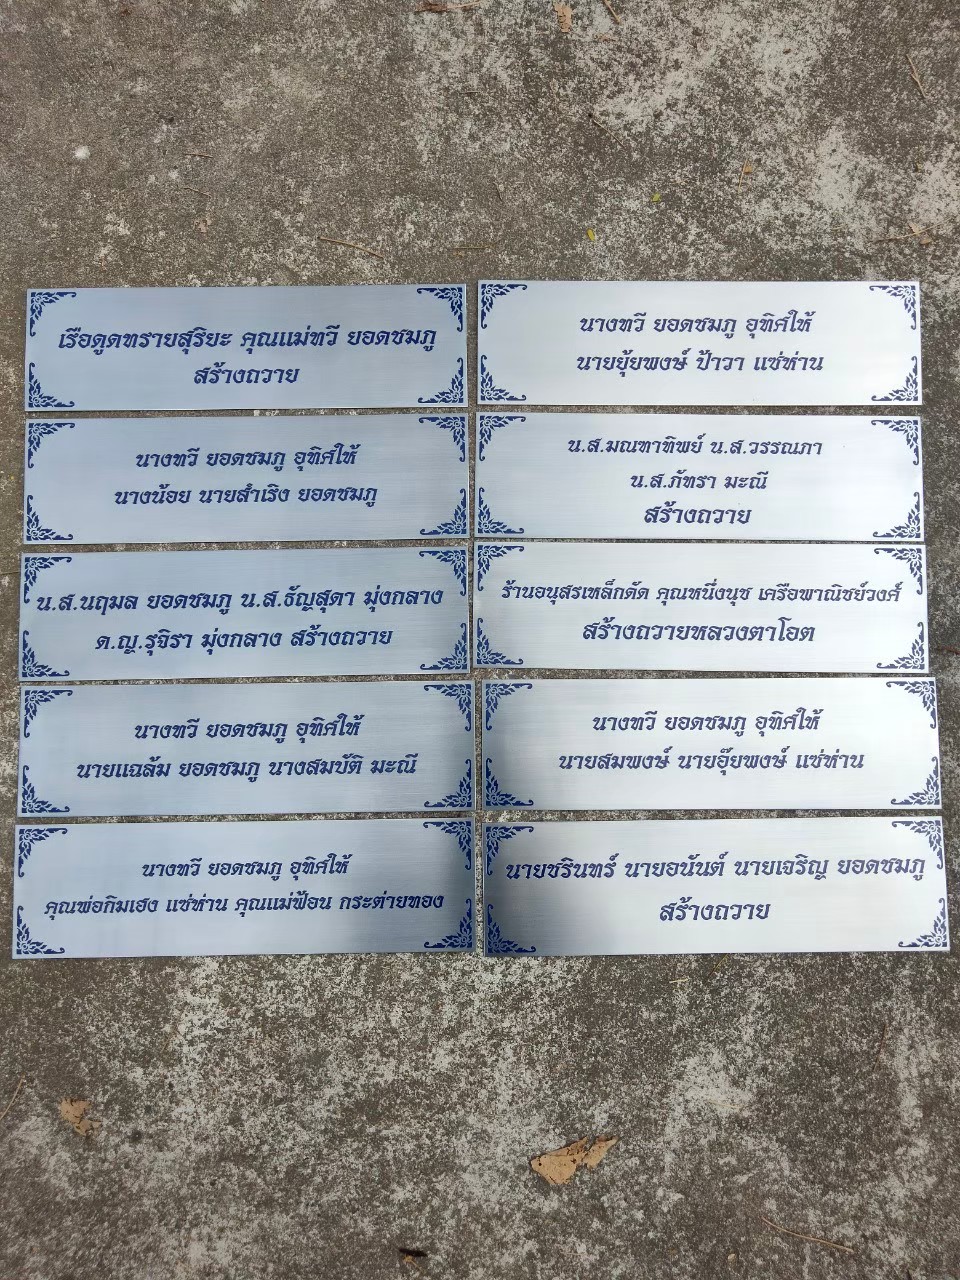 เรือดูดทรายสุริยะ คุณแม่ทวี ยอดชมภู
สร้างถวาย
นางทวี ยอดชมภู อุทิศให้
นายยุ้ยพงษ์ ป้าวา แซ่ห่าน
นางทวี ยอดชมภู อุทิศให้
นางน้อย นายสำเริง ยอดชมภู
น.ส.มณฑาทิพย์ น.ส.วรรณภา
น.ส.ภัทรา มะณี
สร้างถวาย
น.ส.นฤมล ยอดชมภู น.ส.ธัญสุดา มุ่งกลาง
ด.ญ.รุจิรา มุ่งกลาง สร้างถวาย
ร้านอนุสรเหล็กดัด คุณหนึ่งนุช เครือพาณิชย์วงศ์
สร้างถวายหลวงตาโอต
นางทวี ยอดชมภู อุทิศให้
นายแฉล้ม ยอดชมภู นางสมบัติ มะณี
นางทวี ยอดชมภู อุทิศให้
นายสมพงษ์ นายอุ๊ยพงษ์ แซ่ห่าน
นางทวี ยอดชมภู อุทิศให้
คุณพ่อกิมเฮง แซ่ห่าน คุณแม่ฟ้อน กระต่ายทอง
นายชรินทร์ นายอนันต์ นายเจริญ ยอดชมภู
สร้างถวาย